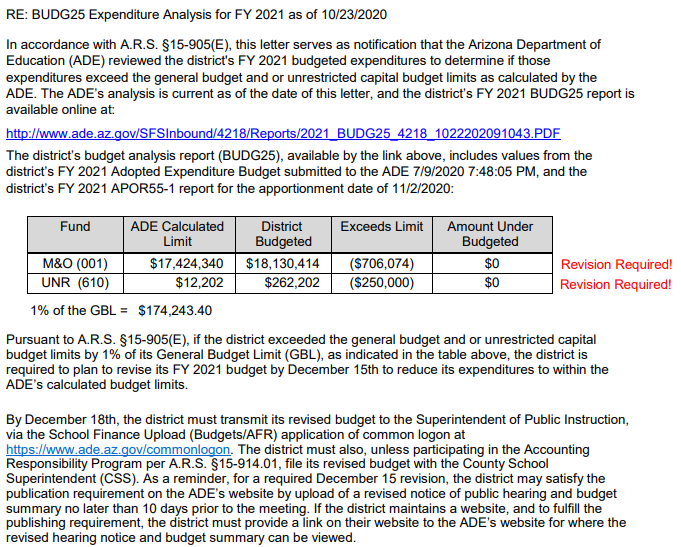 RE: BUDG25 Expenditure Analysis for FY 2021 as of 10/23/2020
In accordance with A.R.S. §15-905(E), this letter serves as notification that the Arizona Department of
Education (ADE) reviewed the district's FY 2021 budgeted expenditures to determine if those
expenditures exceed the general budget and or unrestricted capital budget limits as calculated by the
ADE. The ADE's analysis is current as of the date of this letter, and the district's FY 2021 BUDG25 report is
available online at:
http://www.ade.az.gov/SFSInbound/4218/Reports/2021_BUDG25_4218_1022202091043.PDF
The district's budget analysis report (BUDG25), available by the link above, includes values from the
district's FY 2021 Adopted Expenditure Budget submitted to the ADE 7/9/2020 7:48:05 PM, and the
district's FY 2021 APOR55-1 report for the apportionment date of 11/2/2020:
Fund ADE Calculated District Exceeds Limit Amount Under
Limit Budgeted Budgeted
M&O (001) $17,424,340 $18,130,414 ($706,074) $0 Revision Required!
UNR (610) $12,202 $262,202 ($250,000) $0 Revision Required!
1% of the GBL = $174,243.40
Pursuant to A.R.S. §15-905(E), if the district exceeded the general budget and or unrestricted capital
budget limits by 1% of its General Budget Limit (GBL), as indicated in the table above, the district is
required to plan to revise its FY 2021 budget by December 15th to reduce its expenditures to within the
ADE's calculated budget limits.
By December 18th, the district must transmit its revised budget to the Superintendent of Public Instruction,
via the School Finance Upload (Budgets/AFR) application of common logon at
https://www.ade.az.gov/commonlogon. The district must also, unless participating in the Accounting
Responsibility Program per A.R.S. §15-914.01, file its revised budget with the County School
Superintendent (CSS). As a reminder, for a required December 15 revision, the district may satisfy the
publication requirement on the ADE's website by upload of a revised notice of public hearing and budget
summary no later than 10 days prior to the meeting. If the district maintains a website, and to fulfill the
publishing requirement, the district must provide a link on their website to the ADE's website for where the
revised hearing notice and budget summary can be viewed.